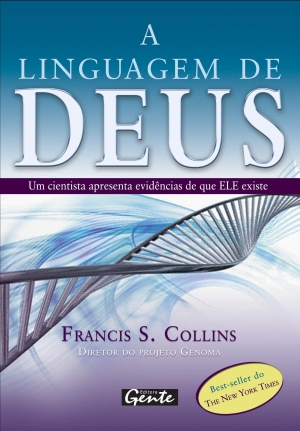 A
LINGUAGEM DE
DEUS
Um cientista apresenta evidências de que ELE existe
FRANCIS S. COLLINS
DIRETOR DO PROJETO GENOMA
Editora
Gente
Best-seller do
THE NEW YORK TIMES